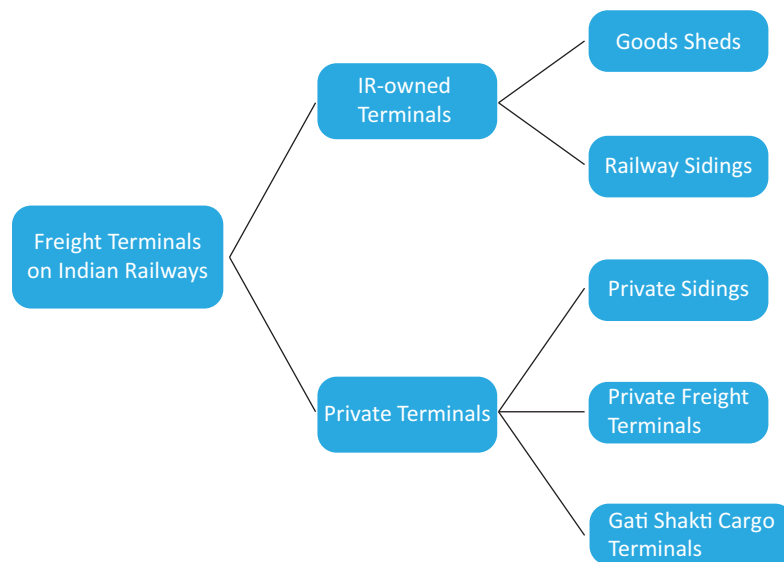 Freight Terminals
on Indian Railways
IR-owned
Terminals
Goods Sheds
Railway Sidings
Private Terminals
Private Sidings
Private Freight
Terminals
Gati Shakti Cargo
Terminals